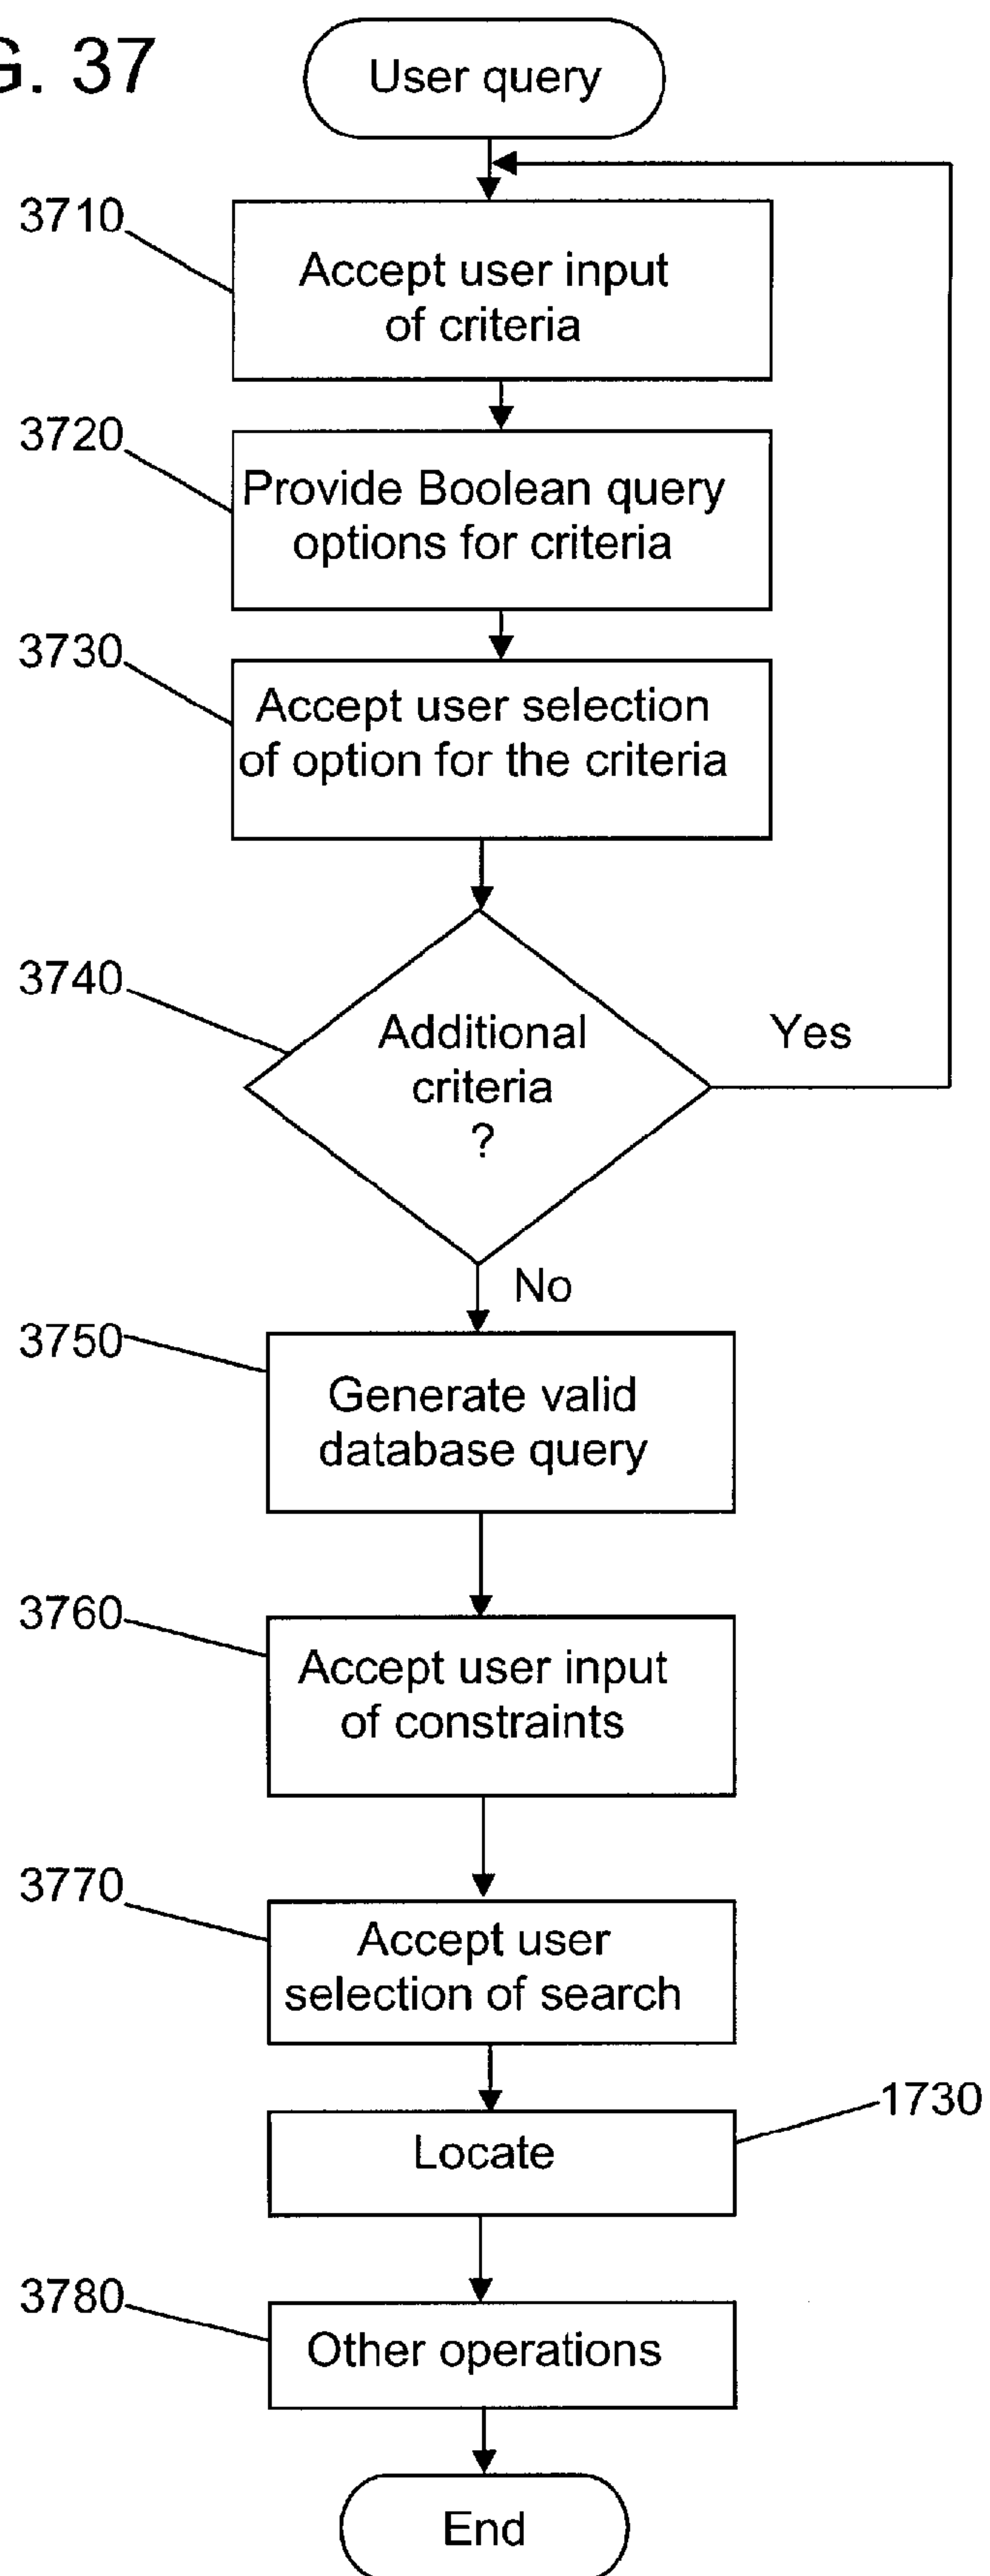 G. 37
User query
3710
Accept user input
of criteria
3720
Provide Boolean query
options for criteria
3730
Accept user selection
of option for the criteria
3740
Additional
criteria
?
Yes
No
3750
Generate valid
database query
3760
Accept user input
of constraints
3770
Accept user
selection of search
1730
Locate
3780
Other operations
End